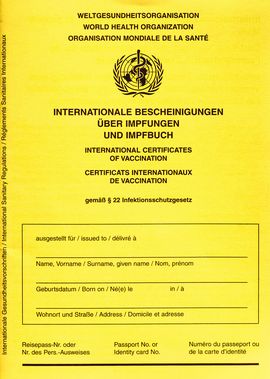 WELTGESUNDHEITSORGANISATION
WORLD HEALTH ORGANIZATION
ORGANISATION MONDIALE DE LA SANTÉ
INTERNATIONALE BESCHEINIGUNGEN
ÜBER IMPFUNGEN
UND IMPFBUCH
INTERNATIONAL CERTIFICATES
OF VACCINATION
CERTIFICATS INTERNATIONAUX
DE VACCINATION
gemäß § 22 Infektionsschutzgesetz
ausgestellt für / issued to / délivré à
Name, Vorname / Surname, given name / Nom, prénom
Geburtsdatum / Born on / Né(e) le in / à
Wohnort und Straße / Address / Domicile et adresse
Reisepass-Nr. oder Passport No. or Numéro du passeport ou
Nr. des Pers.-Ausweises Identity card No. de la carte d'identité
Internationale Gesundheitsvorschriften / International Sanitary Regulations / Règlements Sanitaires Internationaux